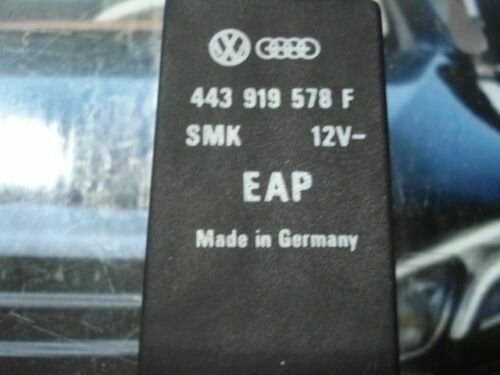 443 919 578 F
SMK 12V-
EAP
Made in Germany